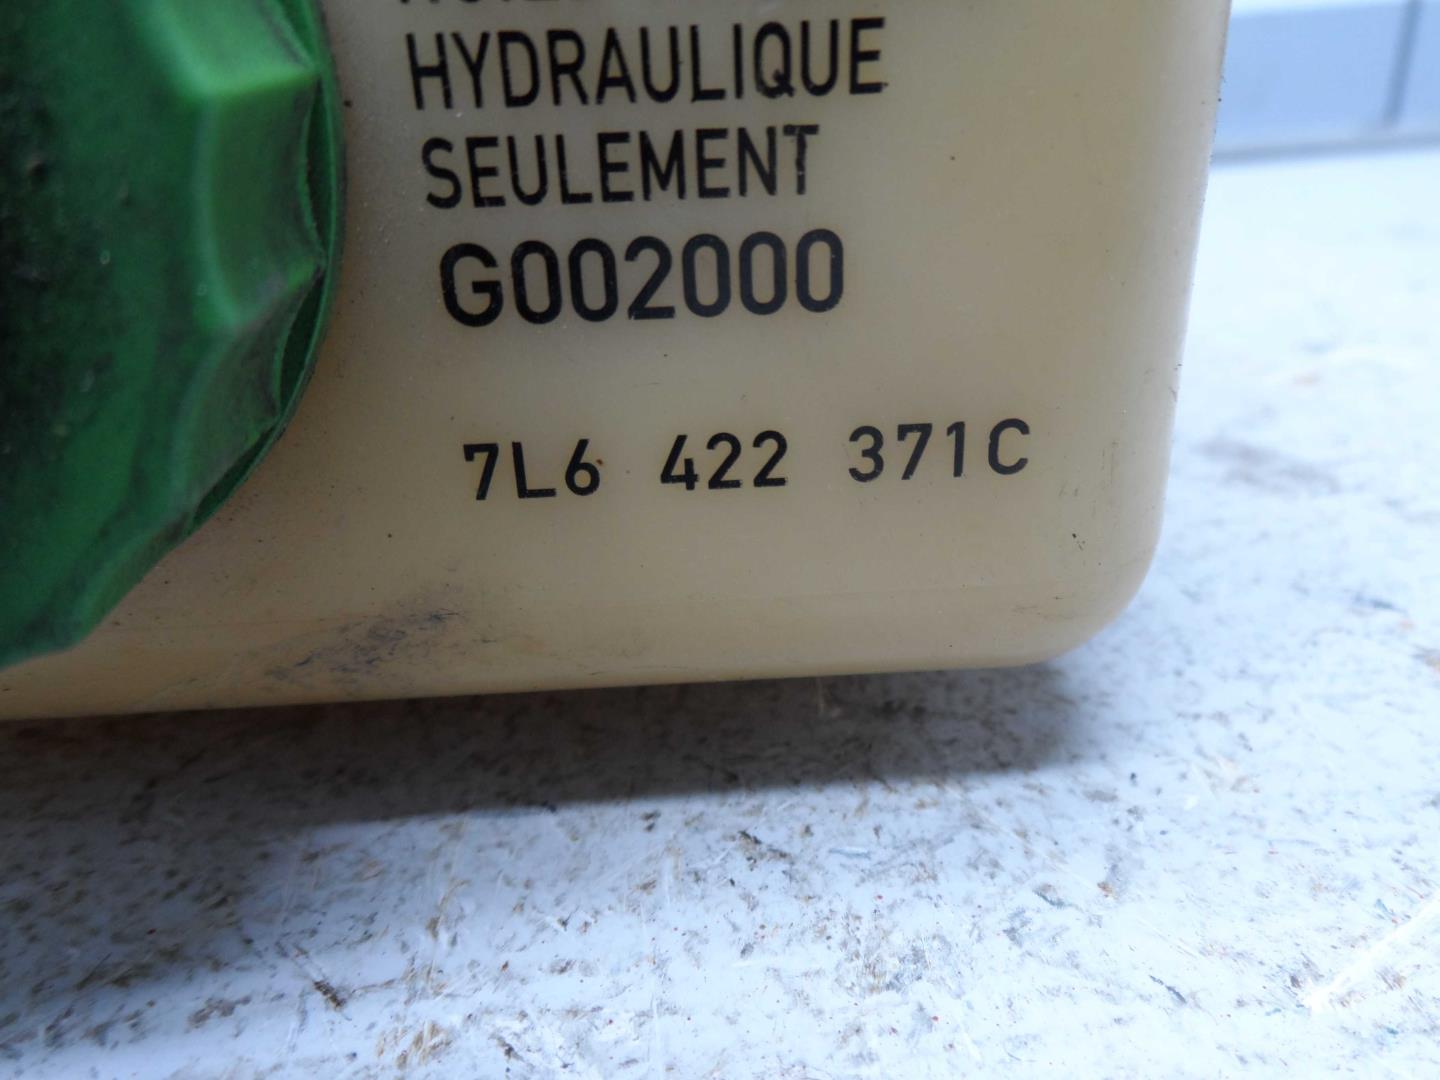 HYDRAULIQUE
SEULEMENT
G002000
7L6 422 371C